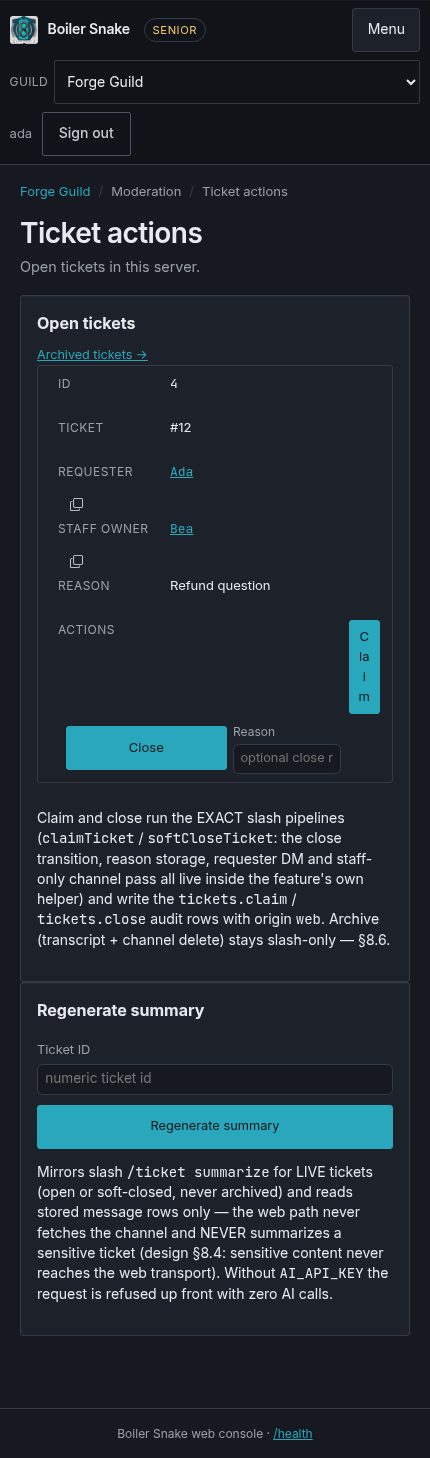 Boiler Snake SENIOR Menu
GUILD Forge Guild
ada Sign out
Forge Guild / Moderation / Ticket actions
Ticket actions
Open tickets in this server.
Open tickets
Archived tickets →
ID 4
TICKET #12
REQUESTER Ada
STAFF OWNER Bea
REASON Refund question
ACTIONS
C
la
i
m
Close
Reason
optional close r
Claim and close run the EXACT slash pipelines
(claimTicket / softCloseTicket: the close
transition, reason storage, requester DM and staff-
only channel pass all live inside the feature's own
helper) and write the tickets.claim /
tickets.close audit rows with origin web. Archive
(transcript + channel delete) stays slash-only — §8.6.
Regenerate summary
Ticket ID
numeric ticket id
Regenerate summary
Mirrors slash /ticket summarize for LIVE tickets
(open or soft-closed, never archived) and reads
stored message rows only — the web path never
fetches the channel and NEVER summarizes a
sensitive ticket (design §8.4: sensitive content never
reaches the web transport). Without AI_API_KEY the
request is refused up front with zero AI calls.
Boiler Snake web console · /health